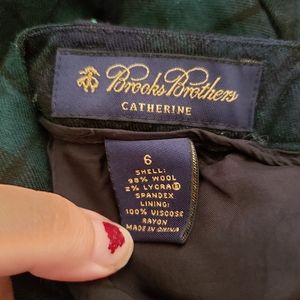 Brooks Brothers
CATHERINE
6
SHELL:
98% WOOL
2% LYCRA®
SPANDEX
LINING:
100% VISCOSE
RAYON
MADE IN CHINA